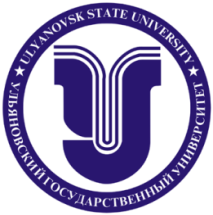 ULYANOVSK STATE UNIVERSITY
УЛЬЯНОВСКИЙ ГОСУДАРСТВЕННЫЙ УНИВЕРСИТЕТ